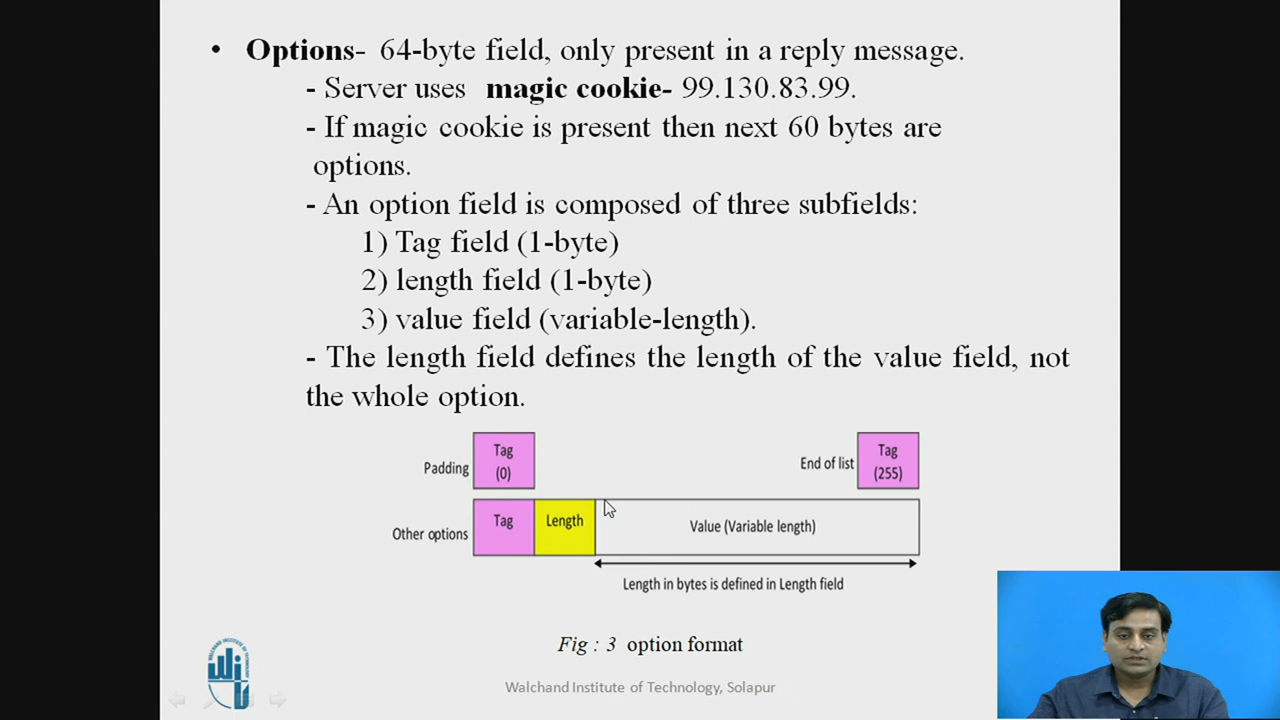 • Options- 64-byte field, only present in a reply message.
- Server uses magic cookie- 99.130.83.99.
- If magic cookie is present then next 60 bytes are
options.
- An option field is composed of three subfields:
1) Tag field (1-byte)
2) length field (1-byte)
3) value field (variable-length).
- The length field defines the length of the value field, not
the whole option.
Padding
Tag
(0)
End of list
Tag
(255)
Other options
Tag
Length
Value (Variable length)
Length in bytes is defined in Length field
Fig : 3 option format
Walchand Institute of Technology, Solapur